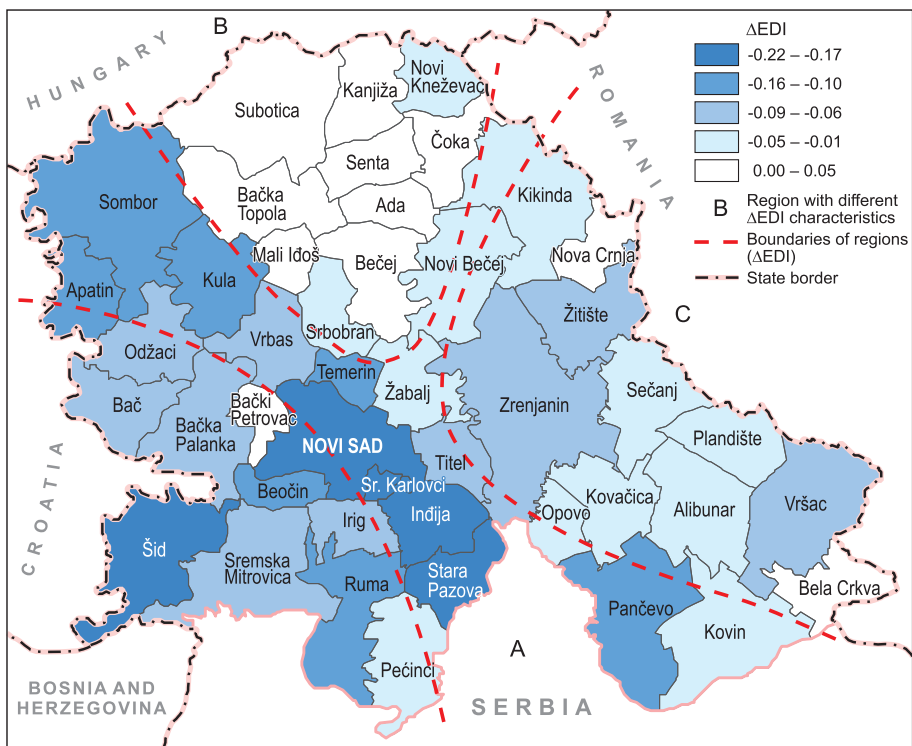 B
HUNGARY
ROMANIA
ΔEDI
-0.22 – -0.17
-0.16 – -0.10
-0.09 – -0.06
-0.05 – -0.01
0.00 – 0.05
B
Region with different
ΔEDI characteristics
Boundaries of regions
(ΔEDI)
State border
Novi
Kneževac
Kanjiža
Subotica
Čoka
Senta
Kikinda
Sombor
Bačka
Topola
Ada
Mali Iđoš
Bečej
Novi Bečej
Nova Crnja
Apatin
Kula
Žitište
C
Srbobran
Vrbas
Odžaci
Temerin
Žabalj
Sečanj
Bač
Bački
Petrovac
Zrenjanin
Bačka
Palanka
NOVI SAD
Plandište
Titel
CROATIA
Beočin
Sr. Karlovci
Kovačica
Vršac
Opovo
Alibunar
Inđija
Irig
Šid
Sremska
Mitrovica
Stara
Pazova
Ruma
Bela Crkva
Pančevo
Kovin
A
Pećinci
BOSNIA AND
HERZEGOVINA
SERBIA